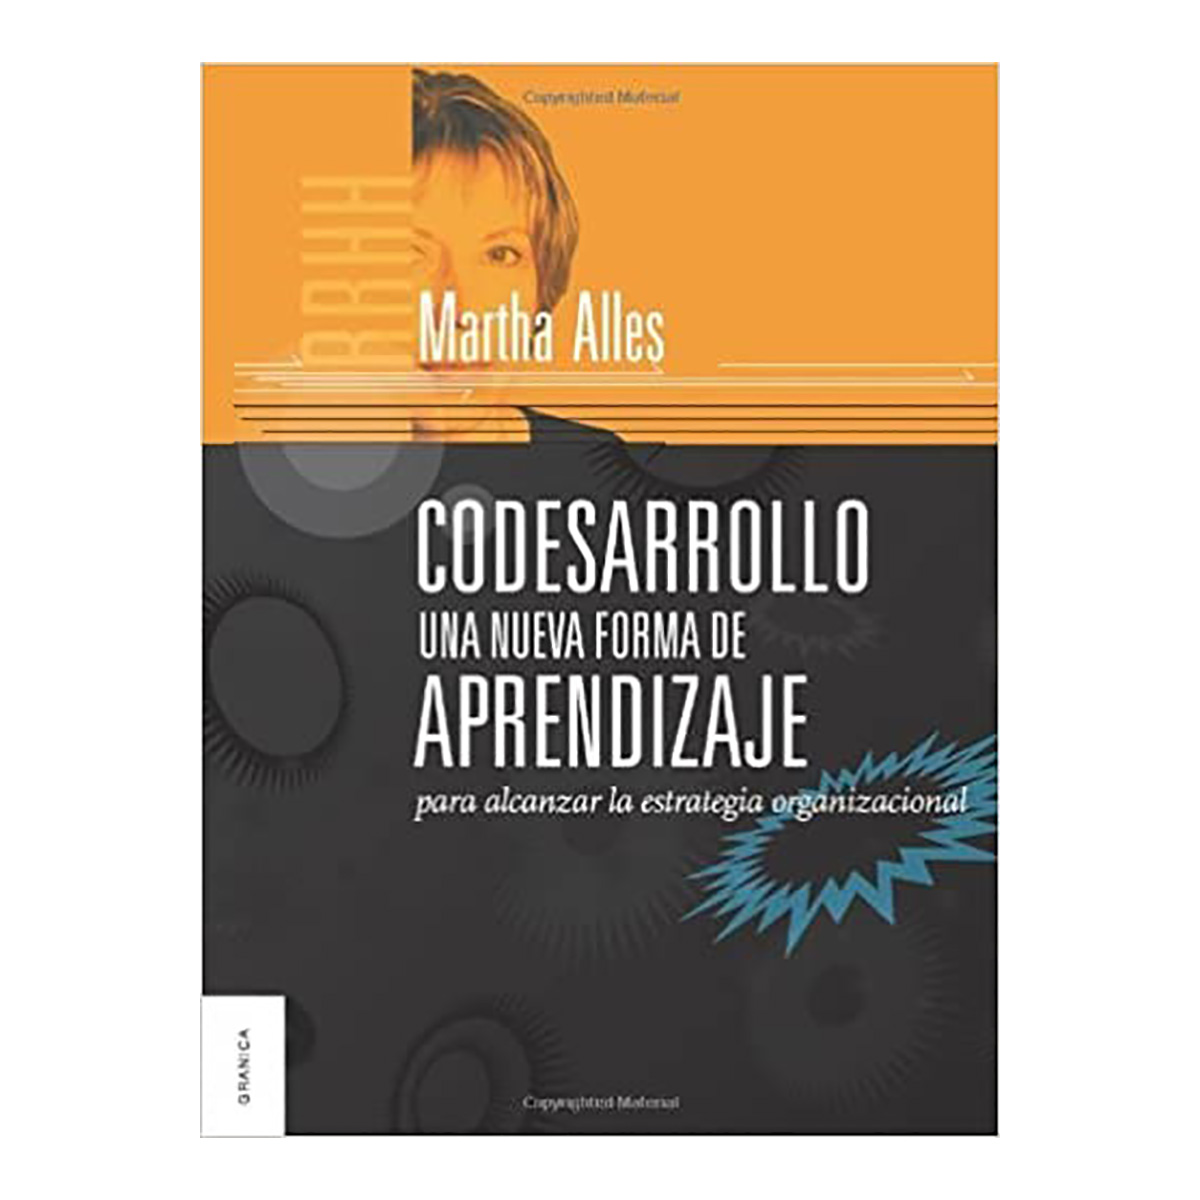 Copyrighted Material
RRHH
Martha Alles
CODESARROLLO
UNA NUEVA FORMA DE
APRENDIZAJE
para alcanzar la estrategia organizacional
GRANICA
Copyrighted Material